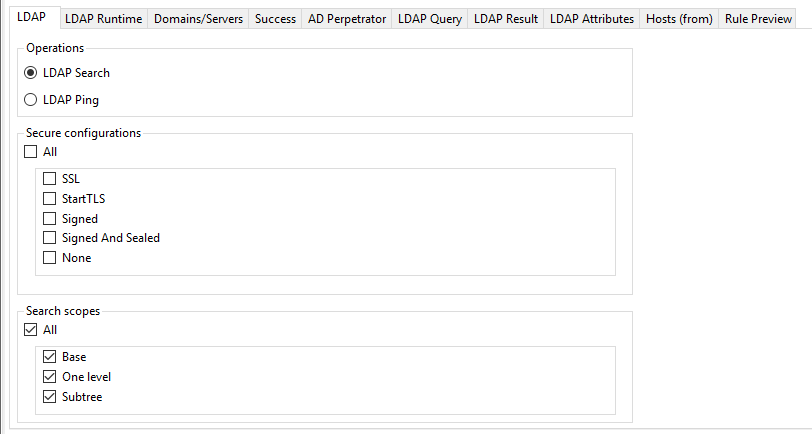 LDAP LDAP Runtime Domains/Servers Success AD Perpetrator LDAP Query LDAP Result LDAP Attributes Hosts (from) Rule Preview
Operations
LDAP Search
LDAP Ping
Secure configurations
All
SSL
StartTLS
Signed
Signed And Sealed
None
Search scopes
All
Base
One level
Subtree